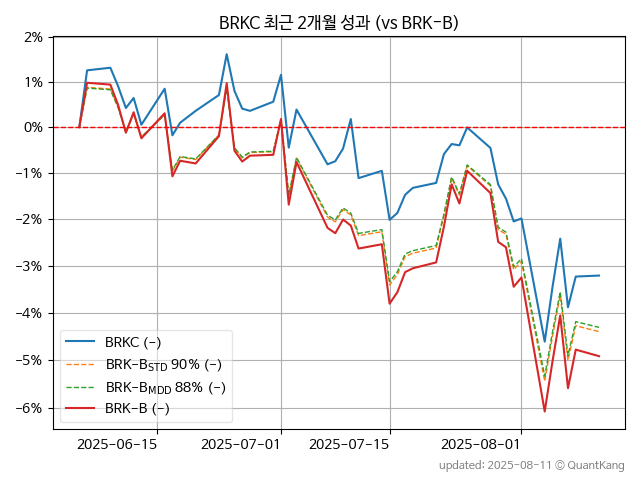 BRKC 최근 2개월 성과 (vs BRK-B)
2%
1%
0%
-1%
-2%
-3%
-4%
-5%
-6%
BRKC (-)
BRK-B_STD 90% (-)
BRK-B_MDD 88% (-)
BRK-B (-)
2025-06-15 2025-07-01 2025-07-15 2025-08-01
updated: 2025-08-11 © QuantKang